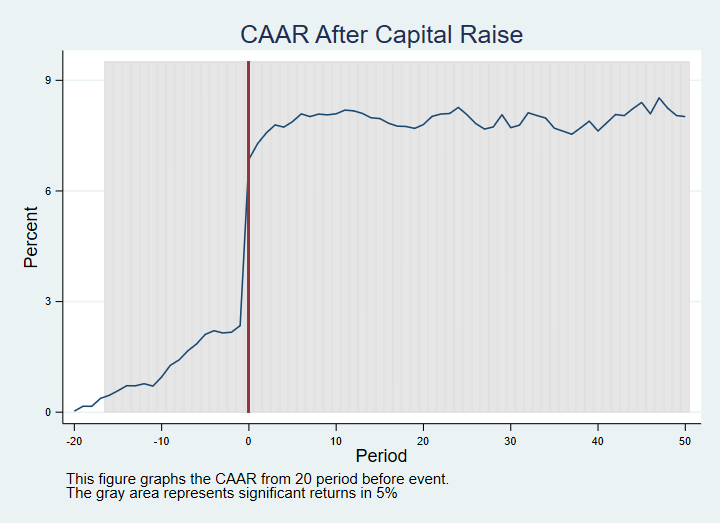 CAAR After Capital Raise
Percent
9
6
3
0
-20 -10 0 10 20 30 40 50
Period
This figure graphs the CAAR from 20 period before event.
The gray area represents significant returns in 5%